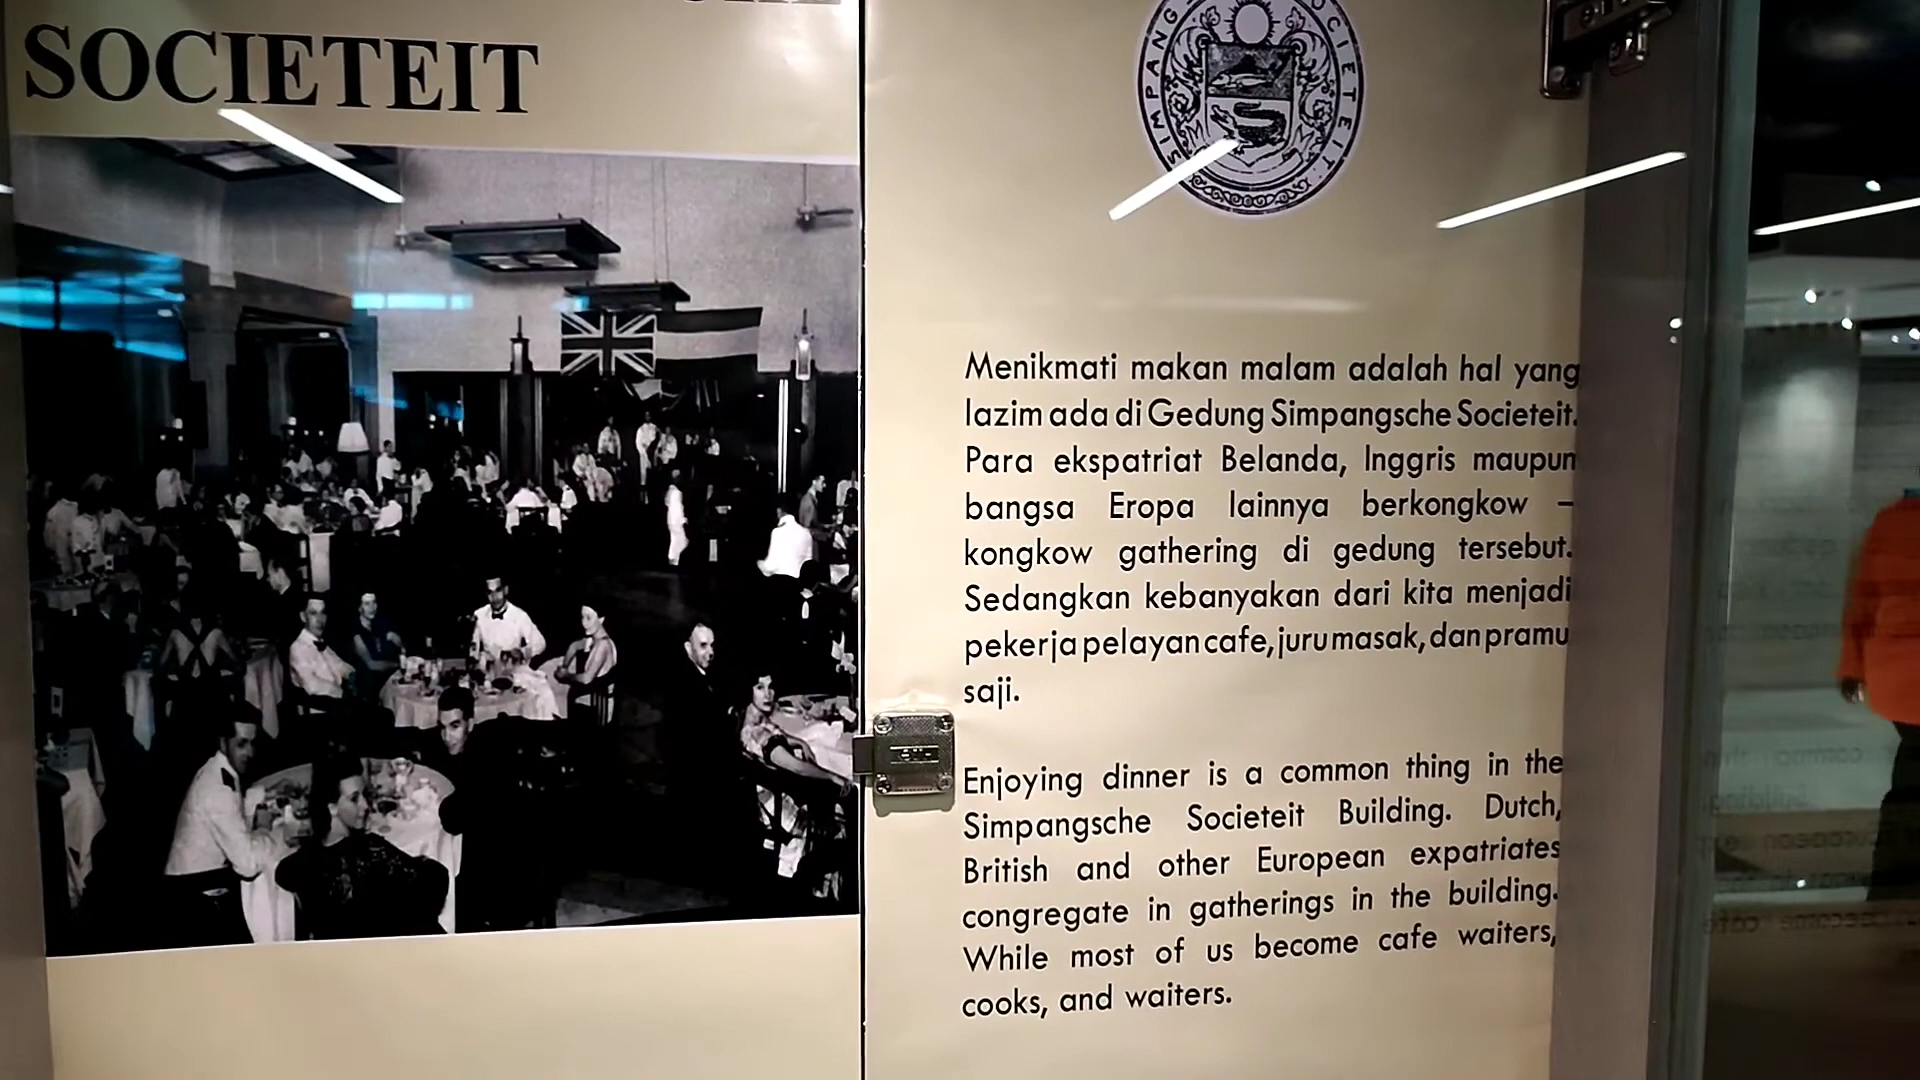 SOCIETEIT
SIMPANG SOCIETEIT
Menikmati makan malam adalah hal yang
lazim ada di Gedung Simpangsche Societeit.
Para ekspatriat Belanda, Inggris maupun
bangsa Eropa lainnya berkongkow –
kongkow gathering di gedung tersebut.
Sedangkan kebanyakan dari kita menjadi
pekerja pelayan cafe, juru masak, dan pramu
saji.
Enjoying dinner is a common thing in the
Simpangsche Societeit Building. Dutch,
British and other European expatriates
congregate in gatherings in the building.
While most of us become cafe waiters,
cooks, and waiters.